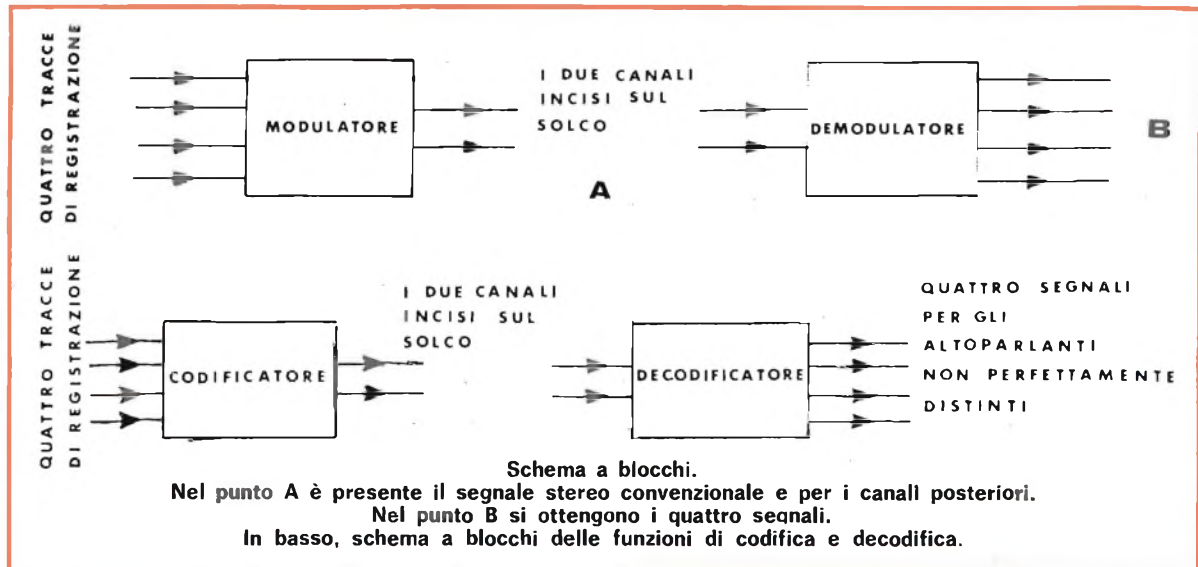 QUATTRO TRACCE
DI REGISTRAZIONE
MODULATORE
I DUE CANALI
INCISI SUL
SOLCO
A
DEMODULATORE
B
QUATTRO TRACCE
DI REGISTRAZIONE
CODIFICATORE
I DUE CANALI
INCISI SUL
SOLCO
DECODIFICATORE
QUATTRO SEGNALI
PER GLI
ALTOPARLANTI
NON PERFETTAMENTE
DISTINTI
Schema a blocchi.
Nel punto A è presente il segnale stereo convenzionale e per i canali posteriori.
Nel punto B si ottengono i quattro segnali.
In basso, schema a blocchi delle funzioni di codifica e decodifica.